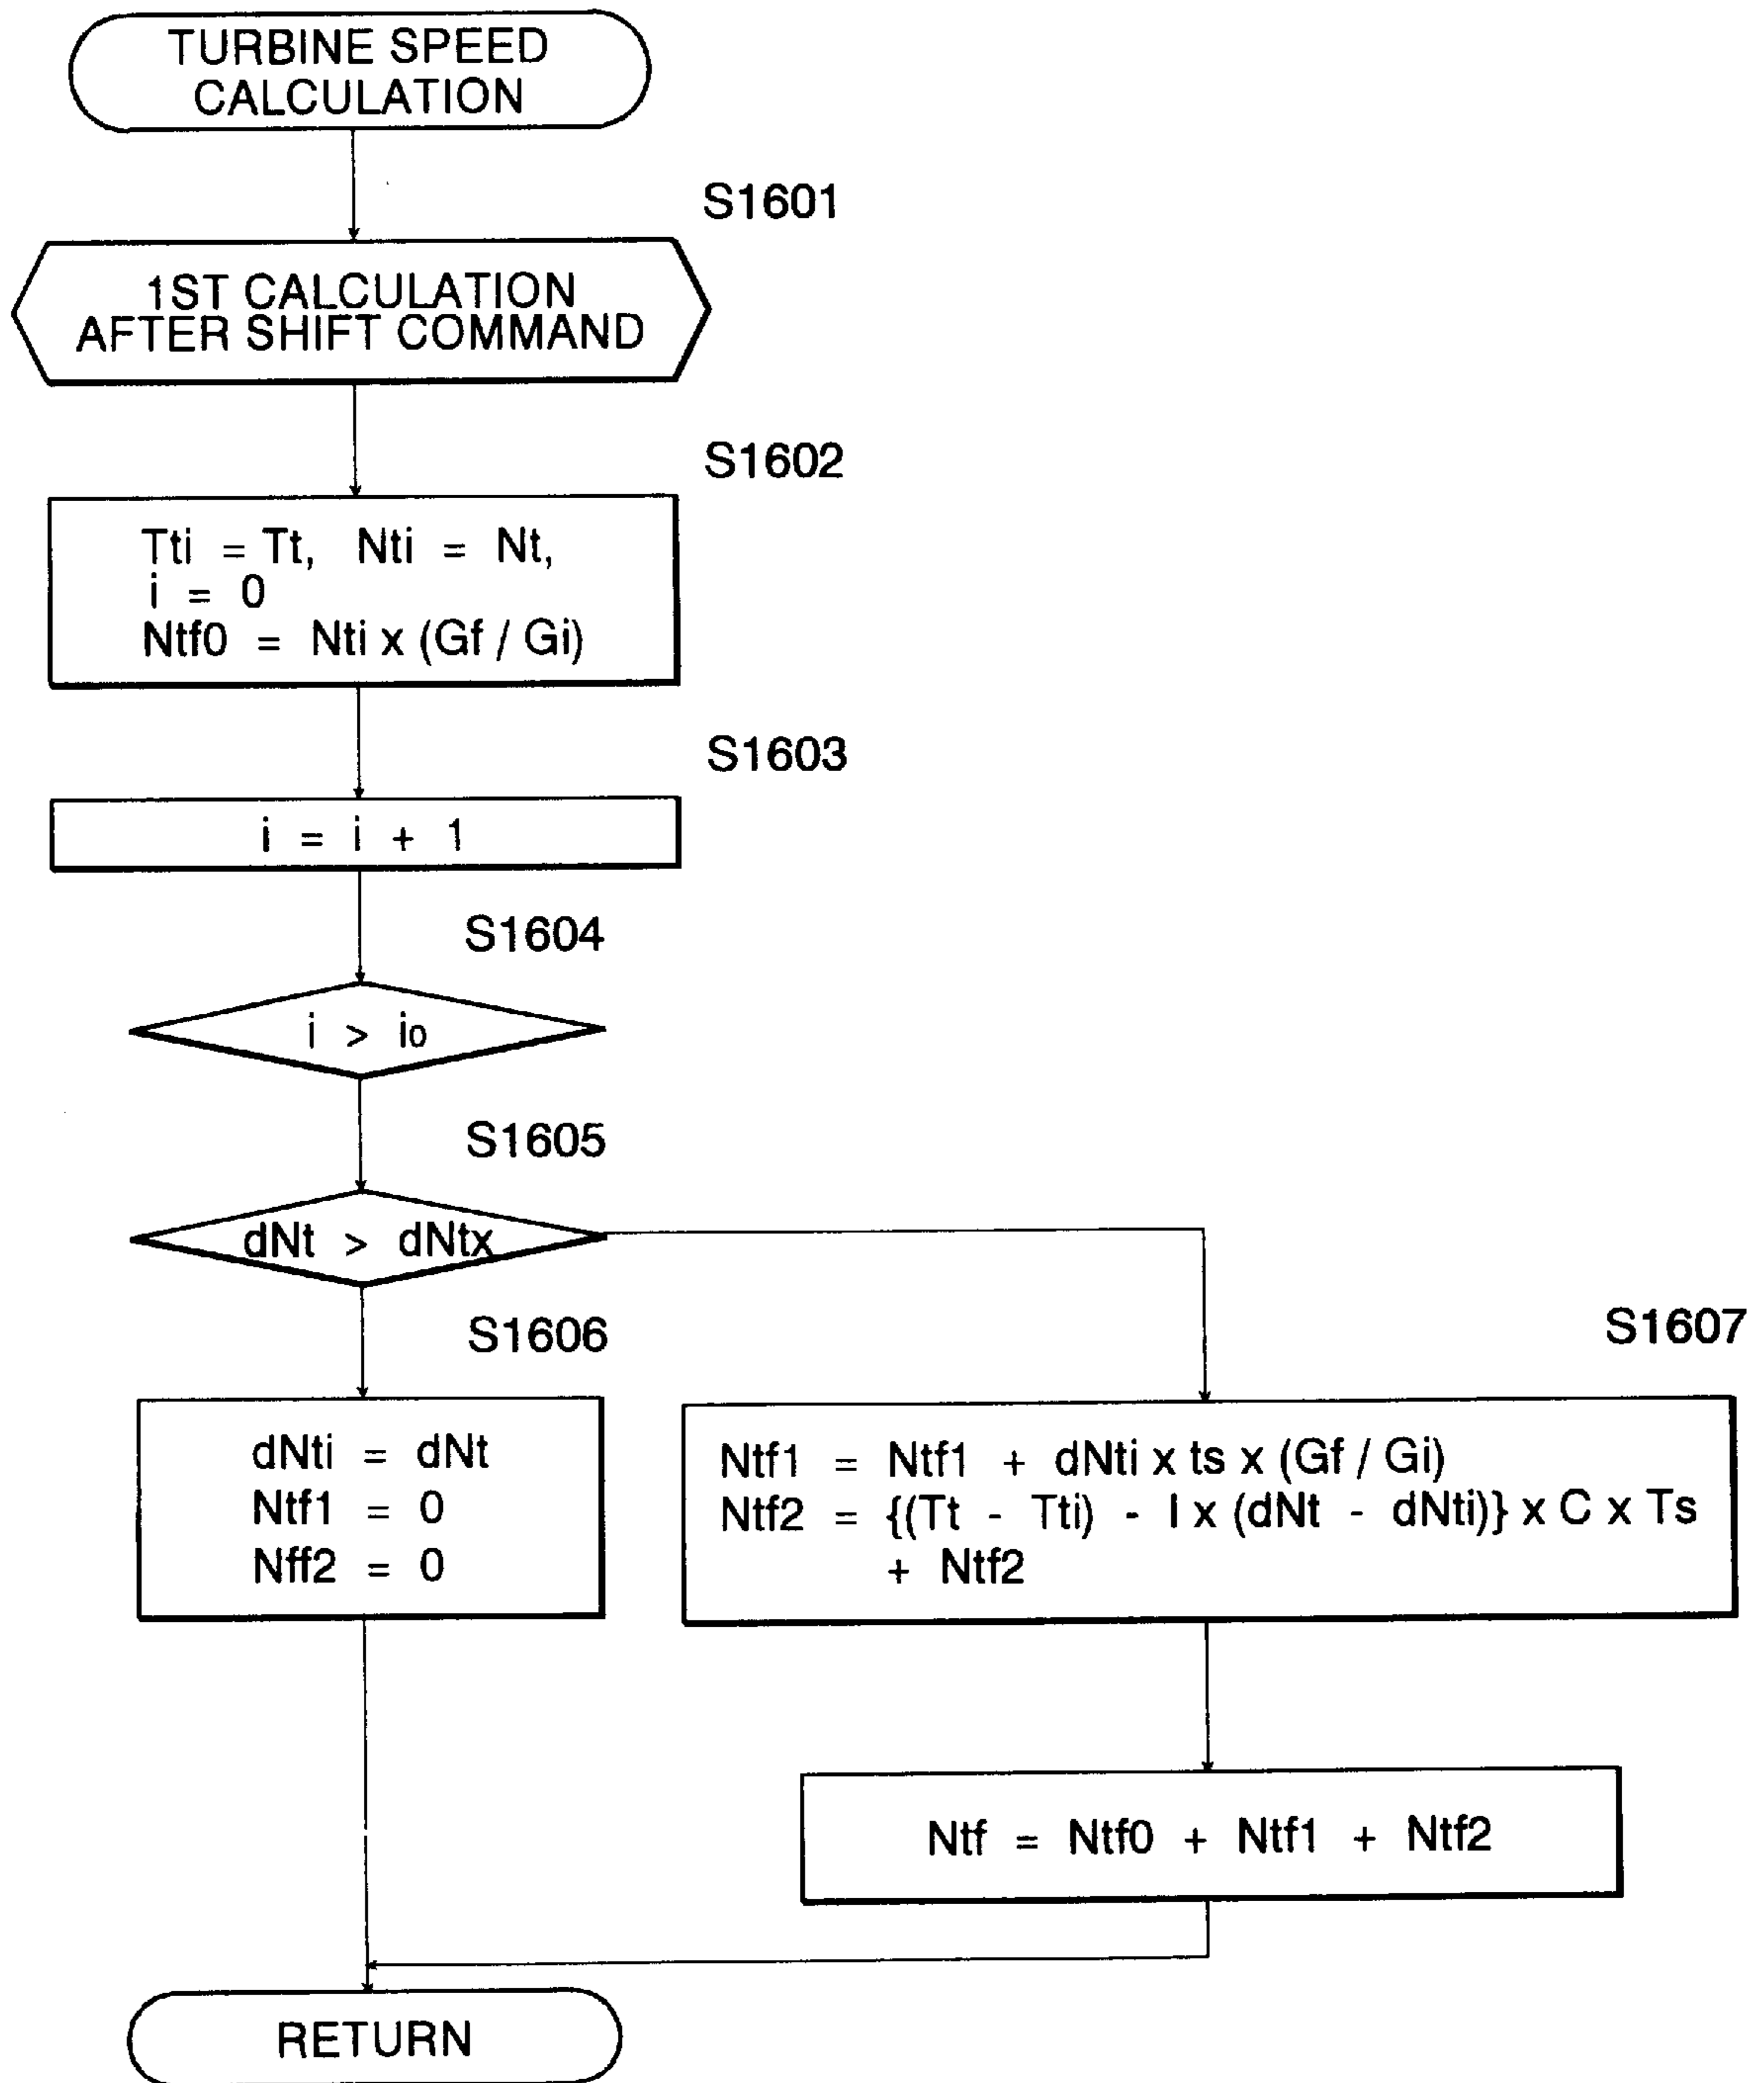 TURBINE SPEED
CALCULATION
S1601
1ST CALCULATION
AFTER SHIFT COMMAND
S1602
Tti = Tt, Nti = Nt,
i = 0
Ntf0 = Nti x (Gf / Gi)
S1603
i = i + 1
S1604
i > i₀
S1605
dNt > dNtx
S1606
dNti = dNt
Ntf1 = 0
Nff2 = 0
S1607
Ntf1 = Ntf1 + dNti x ts x (Gf / Gi)
Ntf2 = {(Tt - Tti) - I x (dNt - dNti)} x C x Ts
+ Ntf2
Ntf = Ntf0 + Ntf1 + Ntf2
RETURN